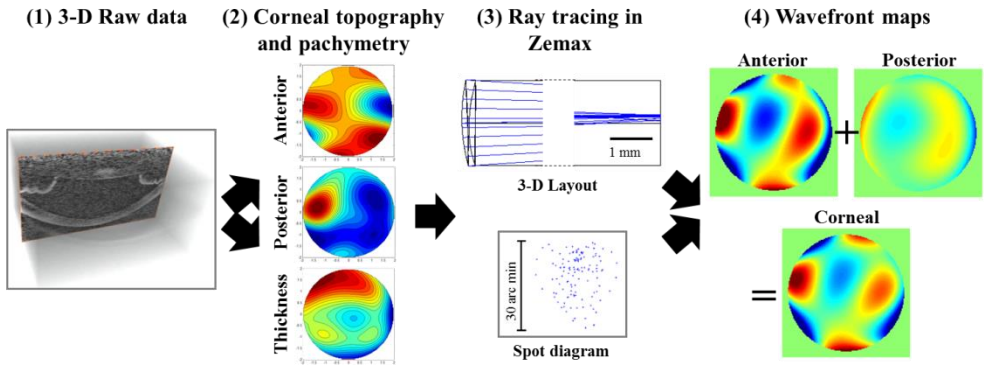 (1) 3-D Raw data
(2) Corneal topography
and pachymetry
(3) Ray tracing in
Zemax
(4) Wavefront maps
Anterior
Posterior
Thickness
1 mm
3-D Layout
30 arc min
Spot diagram
Anterior
Posterior
+
Corneal
=